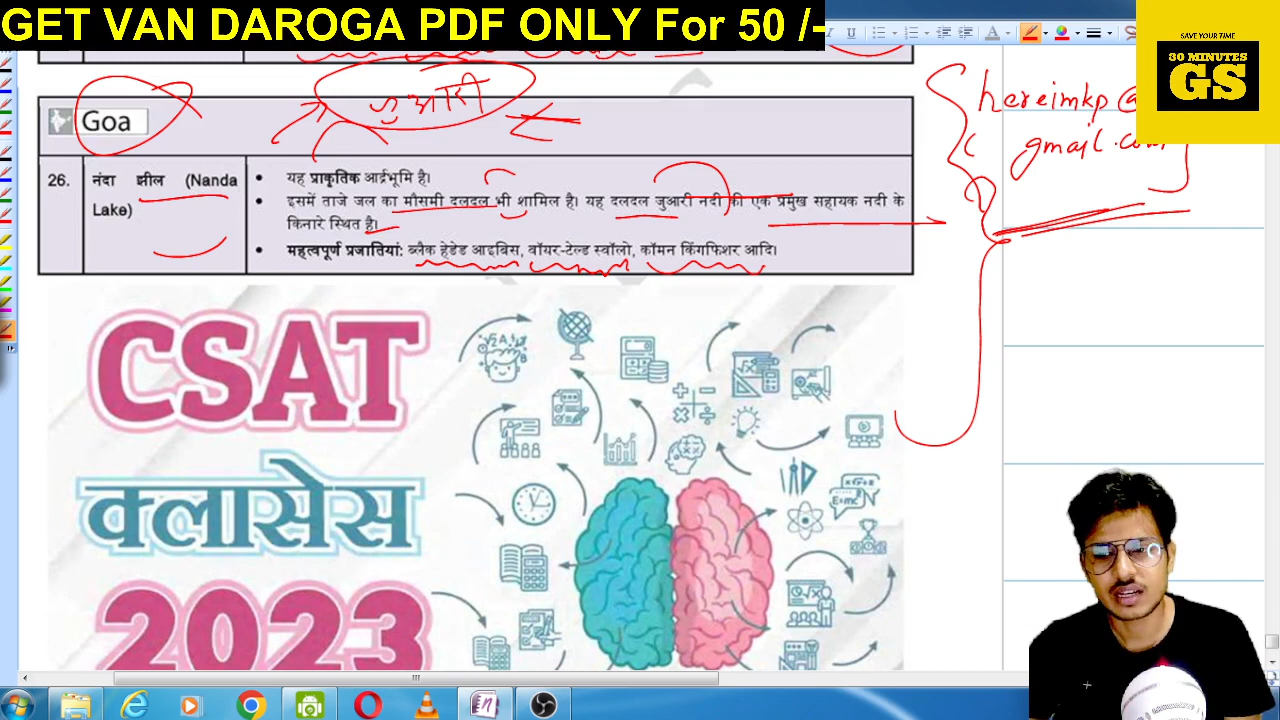 GET VAN DAROGA PDF ONLY For 50 /-
SAVE YOUR TIME
30 MINUTES
GS
Goa
जुआरी
hereimkp@
gmail.com
26.
नंदा झील (Nanda
Lake)
• यह प्राकृतिक आर्द्रभूमि है।
• इसमें ताजे जल का मौसमी दलदल भी शामिल है। यह दलदल जुआरी नदी की एक प्रमुख सहायक नदी के
किनारे स्थित है।
• महत्वपूर्ण प्रजातियां: ब्लैक हेडेड आइबिस, वॉयर-टेल्ड स्वॉलो, कॉमन किंगफिशर आदि।
CSAT
क्लासेस
2023